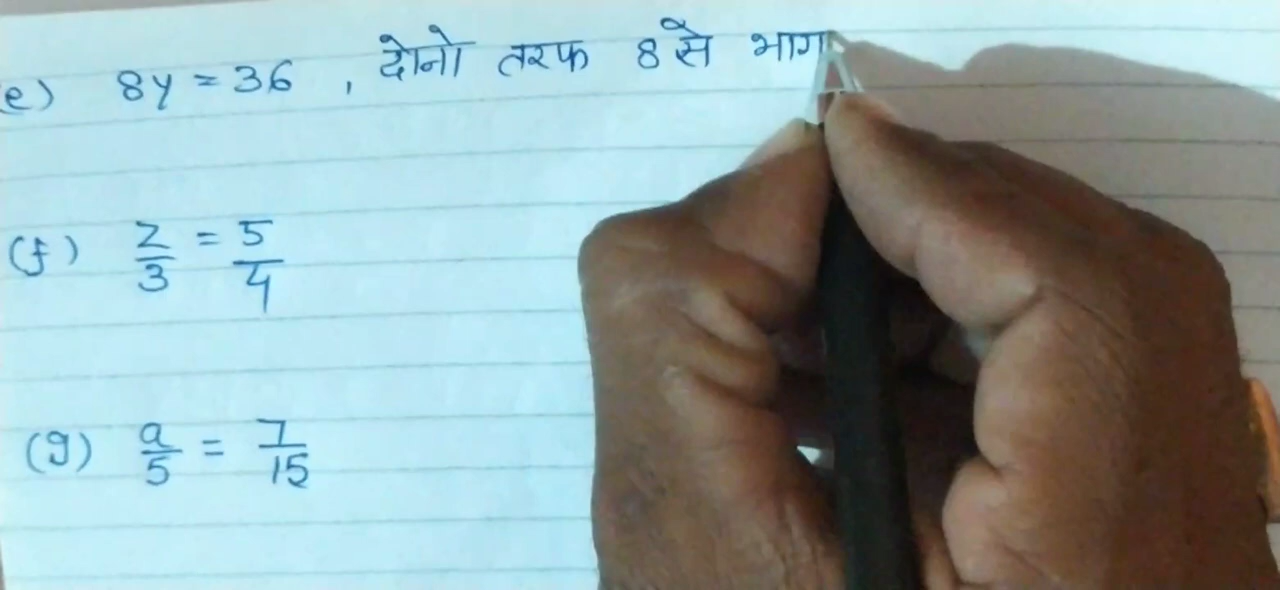 (e) 8y = 36 , दोनो तरफ 8 से भाग
(f) z/3 = 5/4
(g) a/5 = 7/15